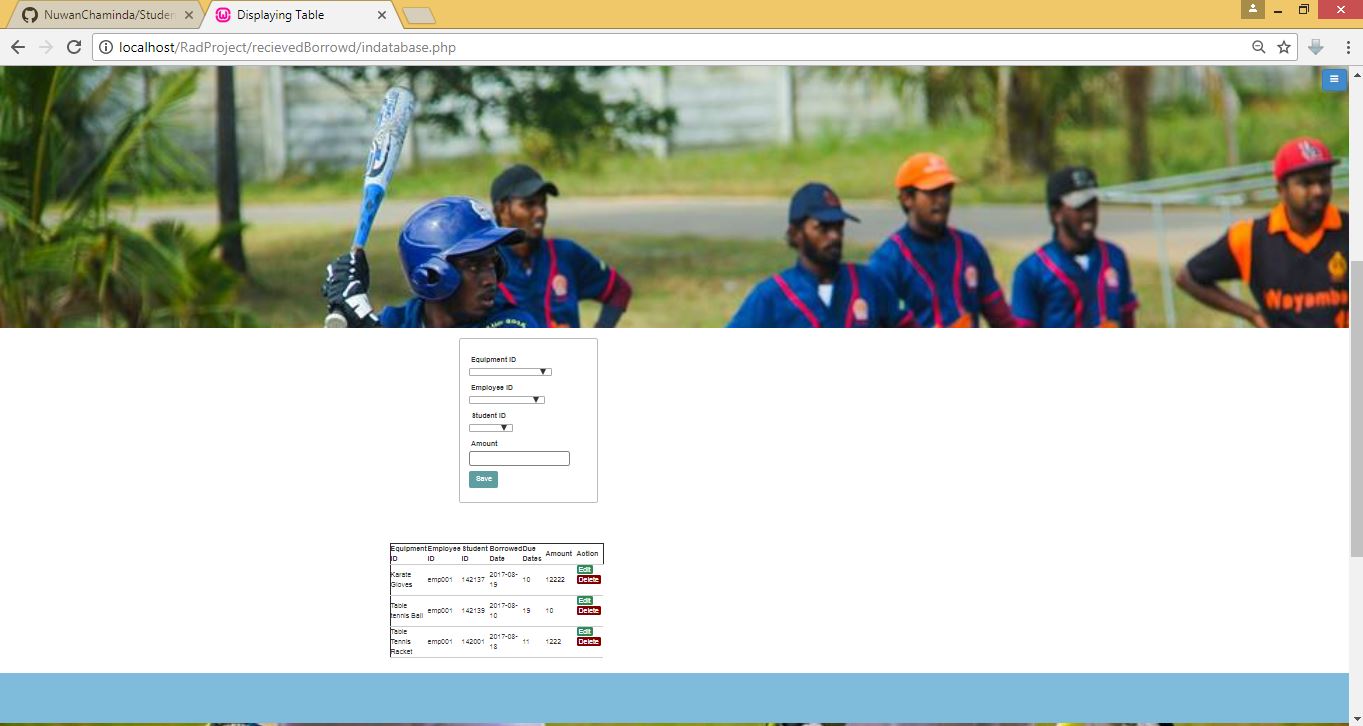 NuwanChaminda/Studen
Displaying Table
localhost/RadProject/recievedBorrowd/indatabase.php
Equipment ID
Employee ID
Student ID
Amount
Save
Equipment ID Employee ID Student ID Borrowed Date Due Dates Amount Action
Karate Gloves emp001 142137 2017-08-19 10 12222 Edit Delete
Table tennis Ball emp001 142139 2017-08-10 19 10 Edit Delete
Table Tennis Racket emp001 142001 2017-08-18 11 1222 Edit Delete